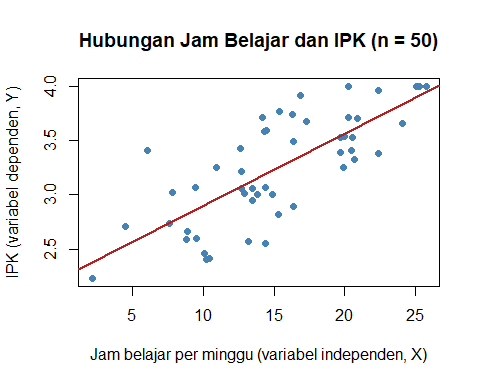 Hubungan Jam Belajar dan IPK (n = 50)
IPK (variabel dependen, Y)
4.0
3.5
3.0
2.5
5 10 15 20 25
Jam belajar per minggu (variabel independen, X)